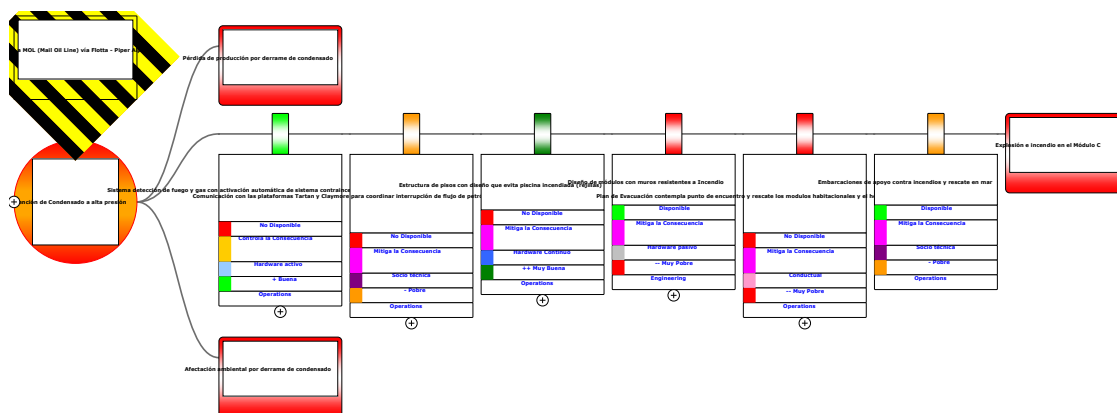 MOL (Mail Oil Line) vía Flotta - Piper
Pérdida de producción por derrame de condensado
Explosión e incendio en el Módulo C
de Condensado a alta presión
Sistema detección de fuego y gas con activación automática de sistema
No Disponible
Controla la Consecuencia
Hardware activo
+ Buena
Operations
Comunicación con las plataformas Tartan y Claymore para coordinar interrupción de flujo de
No Disponible
Mitiga la Consecuencia
Socio técnica
- Pobre
Operations
Estructura de pisos con diseño que evita piscina incendiada (rejillas)
No Disponible
Mitiga la Consecuencia
Hardware Continuo
++ Muy Buena
Operations
Diseño de módulos con muros resistentes a Incendio
Disponible
Mitiga la Consecuencia
Hardware pasivo
-- Muy Pobre
Engineering
Plan de Evacuación contempla punto de encuentro y rescate los modulos habitacionales y el
No Disponible
Mitiga la Consecuencia
Conductual
-- Muy Pobre
Operations
Embarcaciones de apoyo contra incendios y rescate en mar
Disponible
Mitiga la Consecuencia
Socio técnica
- Pobre
Operations
Afectación ambiental por derrame de condensado